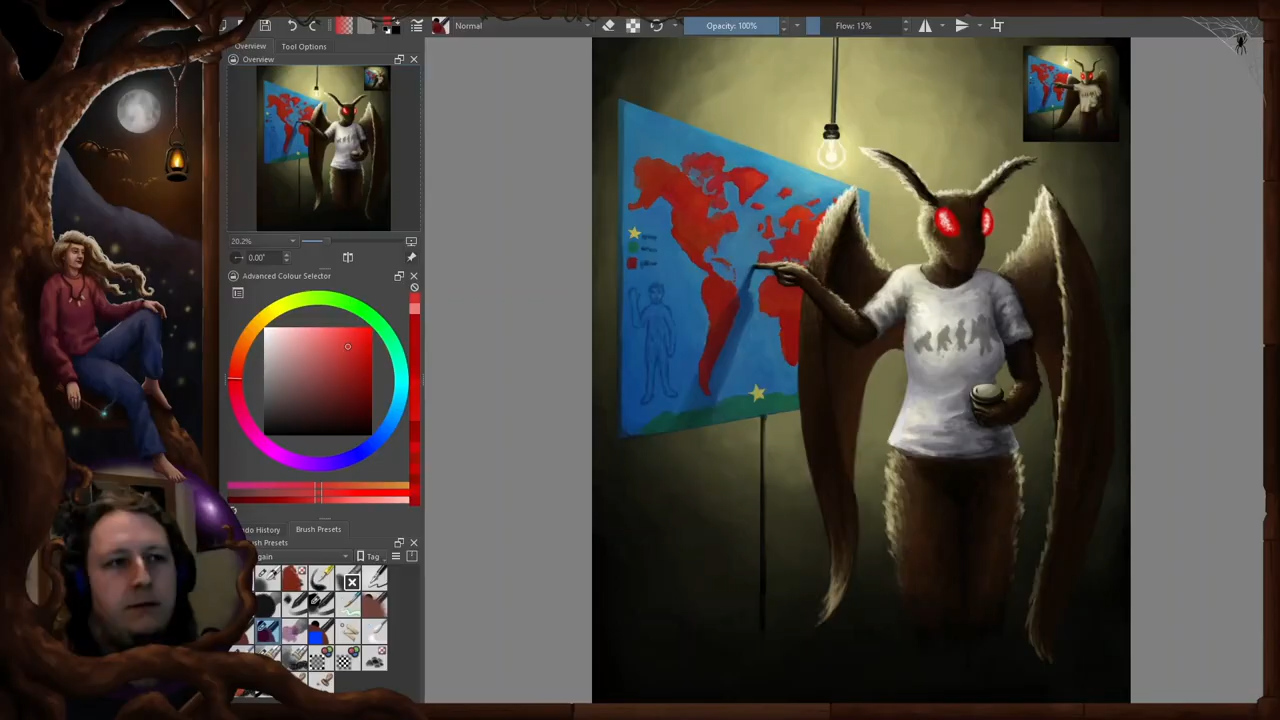 Normal
Opacity: 100%
Flow: 15%
Overview
Tool Options
Overview
20.2%
0.00°
Advanced Colour Selector
Brush Presets
Tag